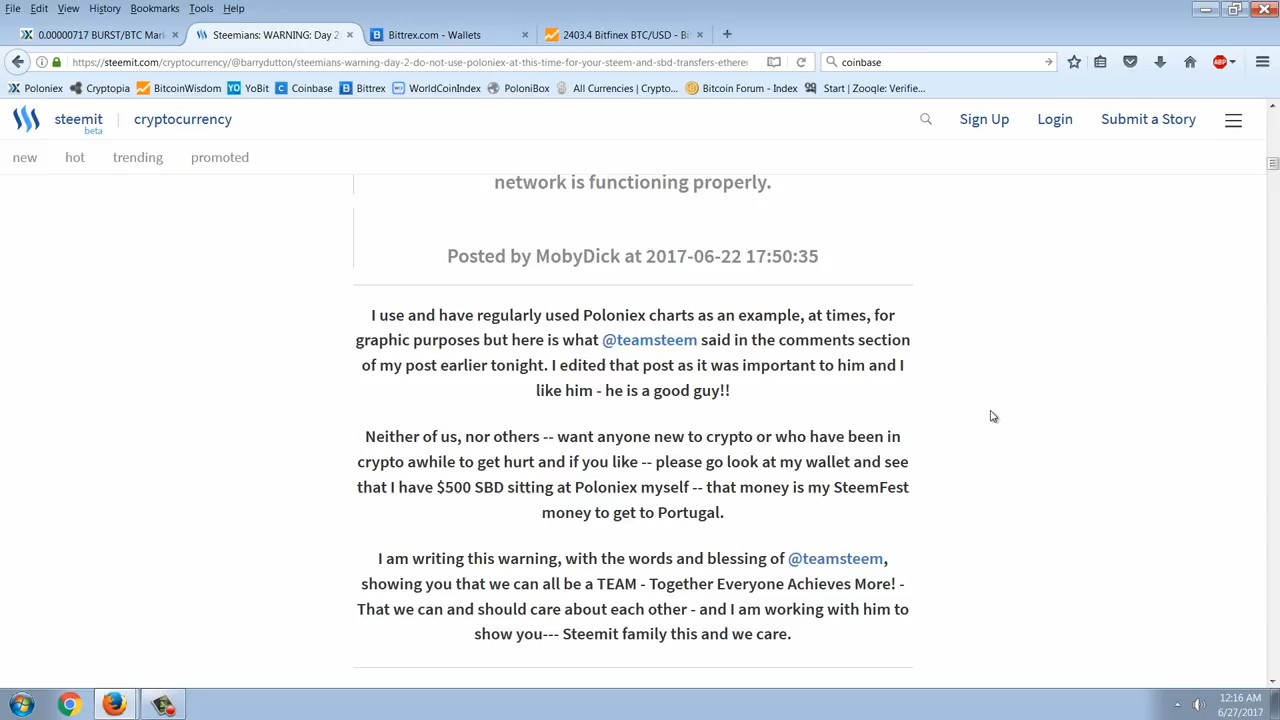 File Edit View History Bookmarks Tools Help
0.00000717 BURST/BTC Mark
Steemians: WARNING: Day 2
Bittrex.com - Wallets
2403.4 Bitfinex BTC/USD - Bi
https://steemit.com/cryptocurrency/@barrydutton/steemians-warning-day-2-do-not-use-poloniex-at-this-time-for-your-steem-and-sbd-transfers-ethere
coinbase
ABP
Poloniex Cryptopia BitcoinWisdom YoBit Coinbase Bittrex WorldCoinIndex PoloniBox All Currencies | Crypto... Bitcoin Forum - Index Start | Zoogle: Verifie...
steemit
beta
cryptocurrency
Sign Up Login Submit a Story
new hot trending promoted
network is functioning properly.
Posted by MobyDick at 2017-06-22 17:50:35
I use and have regularly used Poloniex charts as an example, at times, for
graphic purposes but here is what @teamsteem said in the comments section
of my post earlier tonight. I edited that post as it was important to him and I
like him - he is a good guy!!
Neither of us, nor others -- want anyone new to crypto or who have been in
crypto awhile to get hurt and if you like -- please go look at my wallet and see
that I have $500 SBD sitting at Poloniex myself -- that money is my SteemFest
money to get to Portugal.
I am writing this warning, with the words and blessing of @teamsteem,
showing you that we can all be a TEAM - Together Everyone Achieves More! -
That we can and should care about each other - and I am working with him to
show you--- Steemit family this and we care.
12:16 AM
6/27/2017